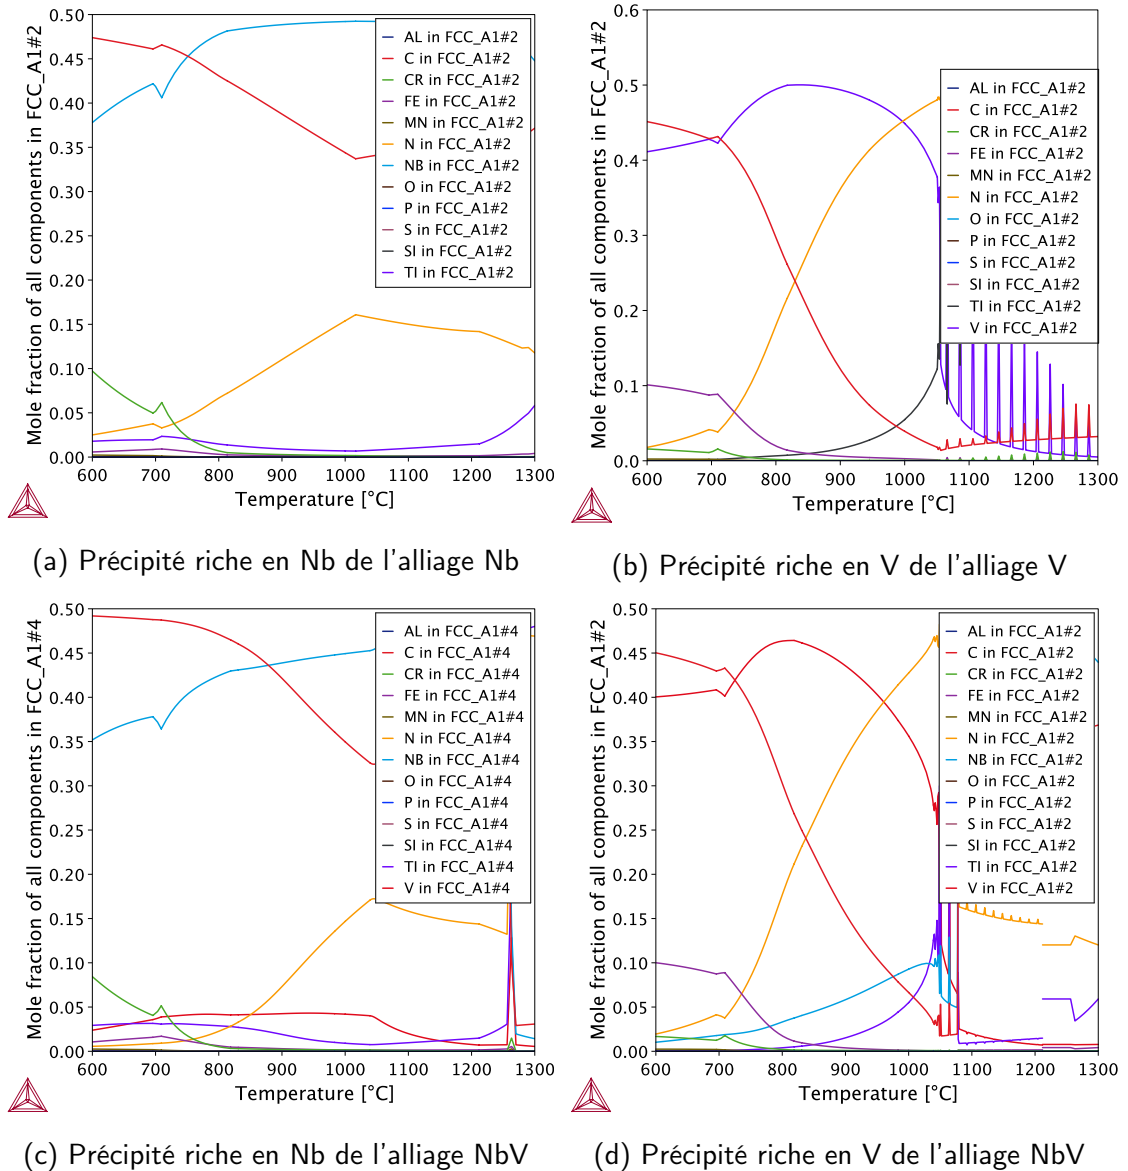 Mole fraction of all components in FCC_A1#2
0.50
0.45
0.40
0.35
0.30
0.25
0.20
0.15
0.10
0.05
0.00
AL in FCC_A1#2
C in FCC_A1#2
CR in FCC_A1#2
FE in FCC_A1#2
MN in FCC_A1#2
N in FCC_A1#2
NB in FCC_A1#2
O in FCC_A1#2
P in FCC_A1#2
S in FCC_A1#2
SI in FCC_A1#2
TI in FCC_A1#2
600 700 800 900 1000 1100 1200 1300
Temperature [°C]
(a) Précipité riche en Nb de l'alliage Nb
Mole fraction of all components in FCC_A1#2
0.6
0.5
0.4
0.3
0.2
0.1
0.0
AL in FCC_A1#2
C in FCC_A1#2
CR in FCC_A1#2
FE in FCC_A1#2
MN in FCC_A1#2
N in FCC_A1#2
O in FCC_A1#2
P in FCC_A1#2
S in FCC_A1#2
SI in FCC_A1#2
TI in FCC_A1#2
V in FCC_A1#2
600 700 800 900 1000 1100 1200 1300
Temperature [°C]
(b) Précipité riche en V de l'alliage V
Mole fraction of all components in FCC_A1#4
0.50
0.45
0.40
0.35
0.30
0.25
0.20
0.15
0.10
0.05
0.00
AL in FCC_A1#4
C in FCC_A1#4
CR in FCC_A1#4
FE in FCC_A1#4
MN in FCC_A1#4
N in FCC_A1#4
NB in FCC_A1#4
O in FCC_A1#4
P in FCC_A1#4
S in FCC_A1#4
SI in FCC_A1#4
TI in FCC_A1#4
V in FCC_A1#4
600 700 800 900 1000 1100 1200 1300
Temperature [°C]
(c) Précipité riche en Nb de l'alliage NbV
Mole fraction of all components in FCC_A1#2
0.50
0.45
0.40
0.35
0.30
0.25
0.20
0.15
0.10
0.05
0.00
AL in FCC_A1#2
C in FCC_A1#2
CR in FCC_A1#2
FE in FCC_A1#2
MN in FCC_A1#2
N in FCC_A1#2
NB in FCC_A1#2
O in FCC_A1#2
P in FCC_A1#2
S in FCC_A1#2
SI in FCC_A1#2
TI in FCC_A1#2
V in FCC_A1#2
600 700 800 900 1000 1100 1200 1300
Temperature [°C]
(d) Précipité riche en V de l'alliage NbV